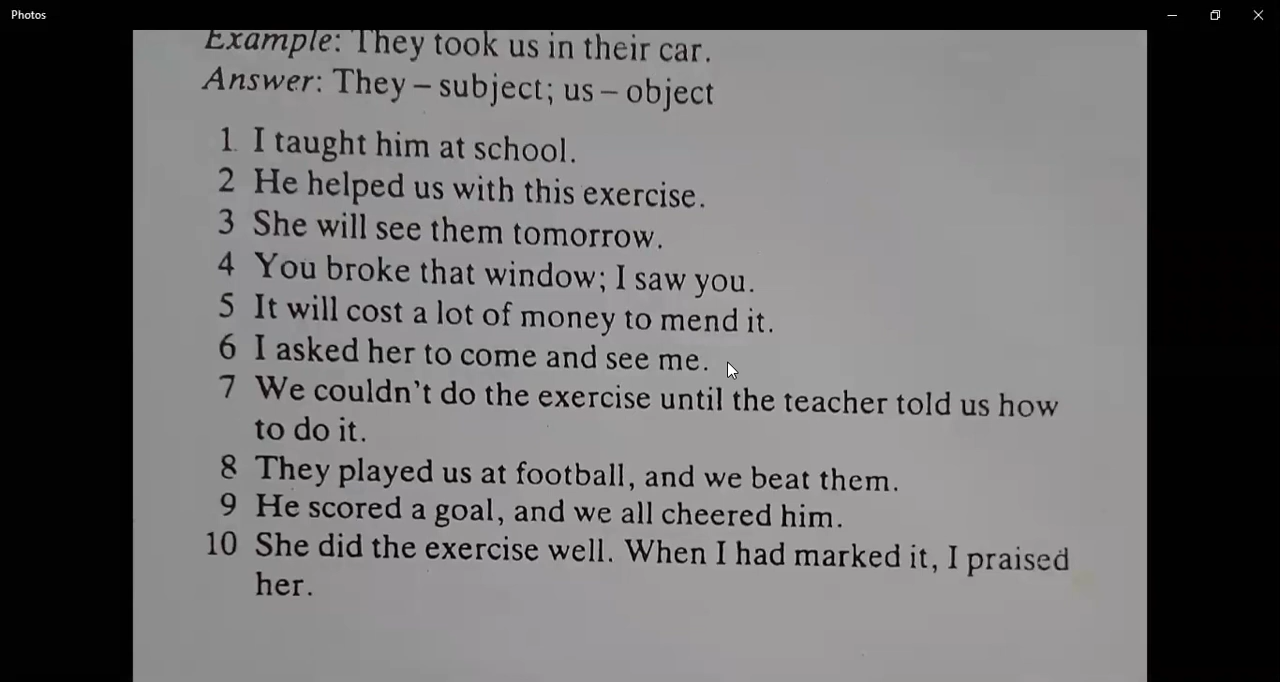 Photos
Example: They took us in their car.
Answer: They – subject; us – object
1 I taught him at school.
2 He helped us with this exercise.
3 She will see them tomorrow.
4 You broke that window; I saw you.
5 It will cost a lot of money to mend it.
6 I asked her to come and see me.
7 We couldn't do the exercise until the teacher told us how
to do it.
8 They played us at football, and we beat them.
9 He scored a goal, and we all cheered him.
10 She did the exercise well. When I had marked it, I praised
her.